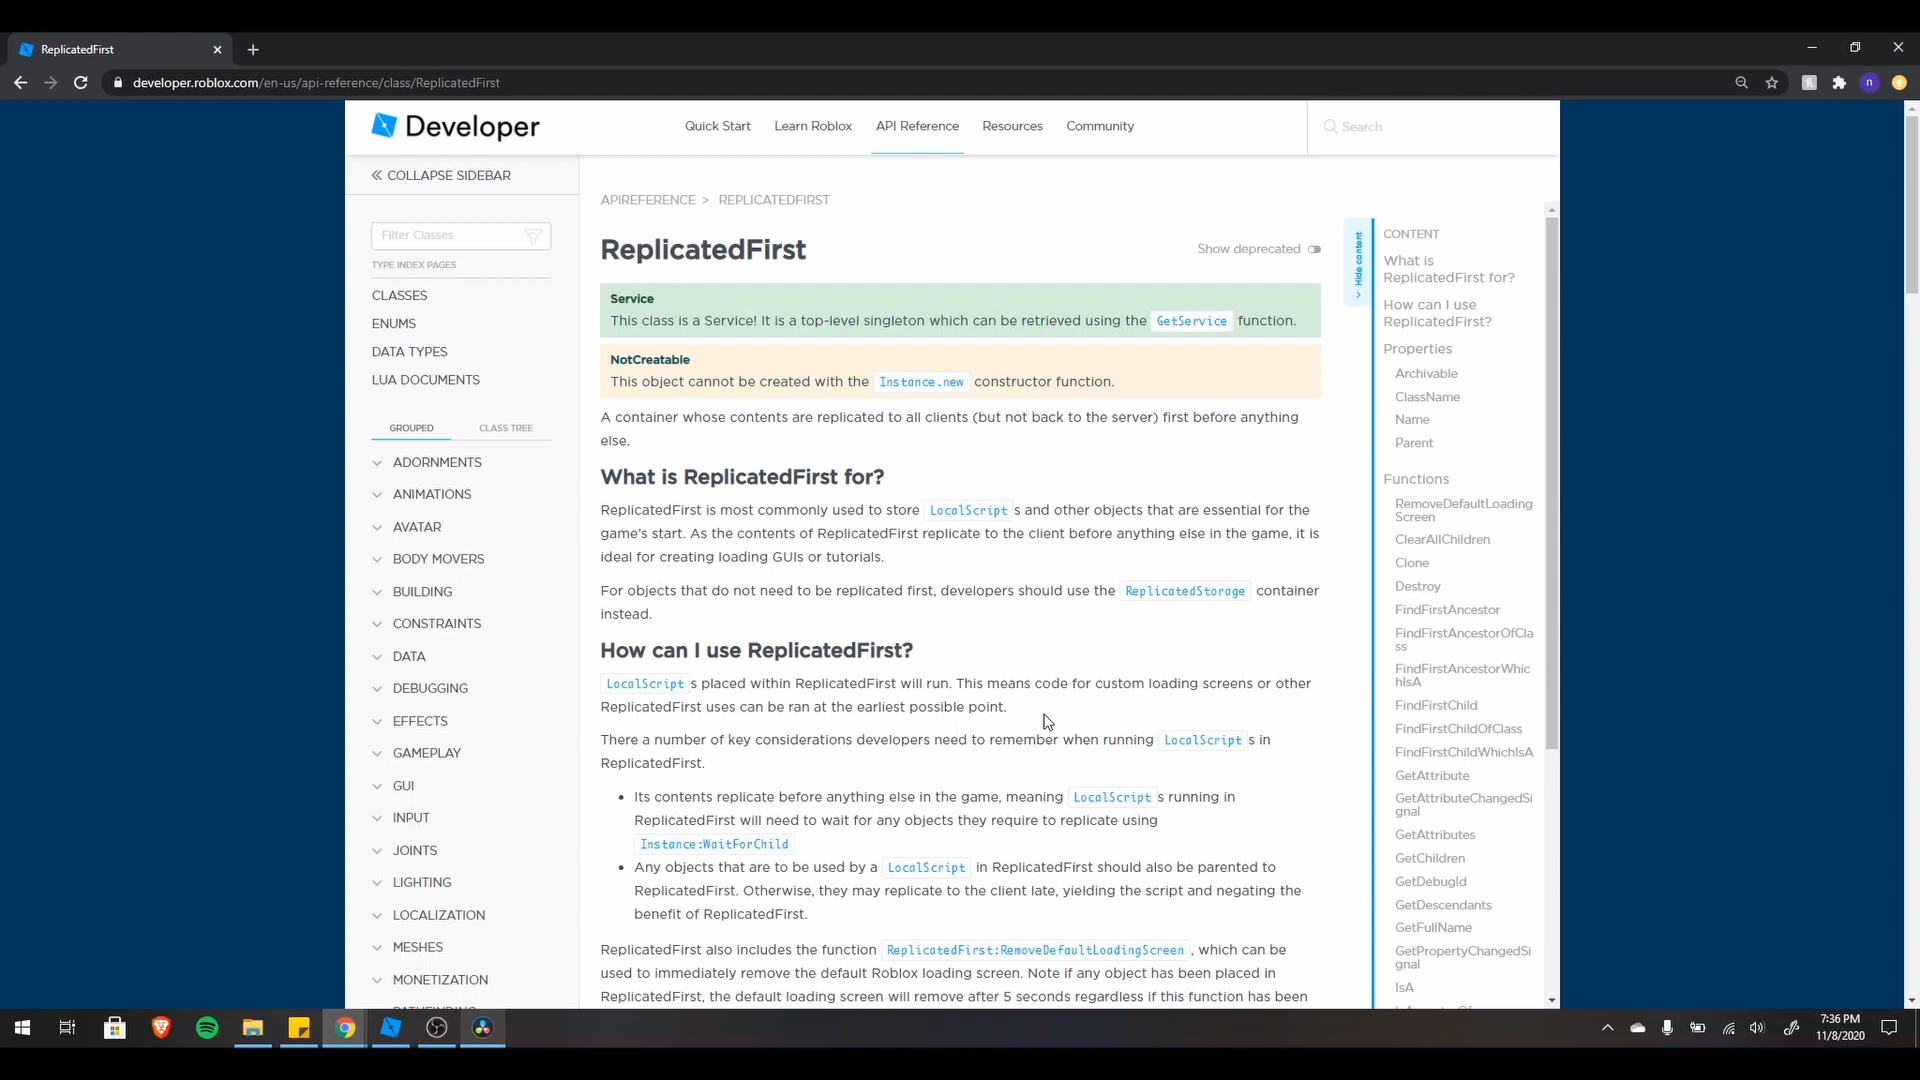 ReplicatedFirst
developer.roblox.com/en-us/api-reference/class/ReplicatedFirst
n
Developer
Quick Start
Learn Roblox
API Reference
Resources
Community
Search
COLLAPSE SIDEBAR
Filter Classes
TYPE INDEX PAGES
CLASSES
ENUMS
DATA TYPES
LUA DOCUMENTS
GROUPED
CLASS TREE
ADORNMENTS
ANIMATIONS
AVATAR
BODY MOVERS
BUILDING
CONSTRAINTS
DATA
DEBUGGING
EFFECTS
GAMEPLAY
GUI
INPUT
JOINTS
LIGHTING
LOCALIZATION
MESHES
MONETIZATION
APIREFERENCE > REPLICATEDFIRST
ReplicatedFirst
Show deprecated
Service
This class is a Service! It is a top-level singleton which can be retrieved using the GetService function.
NotCreatable
This object cannot be created with the Instance.new constructor function.
A container whose contents are replicated to all clients (but not back to the server) first before anything
else.
What is ReplicatedFirst for?
ReplicatedFirst is most commonly used to store LocalScript s and other objects that are essential for the
game's start. As the contents of ReplicatedFirst replicate to the client before anything else in the game, it is
ideal for creating loading GUIs or tutorials.
For objects that do not need to be replicated first, developers should use the ReplicatedStorage container
instead.
How can I use ReplicatedFirst?
LocalScript s placed within ReplicatedFirst will run. This means code for custom loading screens or other
ReplicatedFirst uses can be ran at the earliest possible point.
There a number of key considerations developers need to remember when running LocalScript s in
ReplicatedFirst.
• Its contents replicate before anything else in the game, meaning LocalScript s running in
ReplicatedFirst will need to wait for any objects they require to replicate using
Instance:WaitForChild
• Any objects that are to be used by a LocalScript in ReplicatedFirst should also be parented to
ReplicatedFirst. Otherwise, they may replicate to the client late, yielding the script and negating the
benefit of ReplicatedFirst.
ReplicatedFirst also includes the function ReplicatedFirst:RemoveDefaultLoadingScreen , which can be
used to immediately remove the default Roblox loading screen. Note if any object has been placed in
ReplicatedFirst, the default loading screen will remove after 5 seconds regardless if this function has been
Hide content
CONTENT
What is
ReplicatedFirst for?
How can I use
ReplicatedFirst?
Properties
Archivable
ClassName
Name
Parent
Functions
RemoveDefaultLoading
Screen
ClearAllChildren
Clone
Destroy
FindFirstAncestor
FindFirstAncestorOfCla
ss
FindFirstAncestorWhic
hIsA
FindFirstChild
FindFirstChildOfClass
FindFirstChildWhichIsA
GetAttribute
GetAttributeChangedSi
gnal
GetAttributes
GetChildren
GetDebugId
GetDescendants
GetFullName
GetPropertyChangedSi
gnal
IsA
7:36 PM
11/8/2020